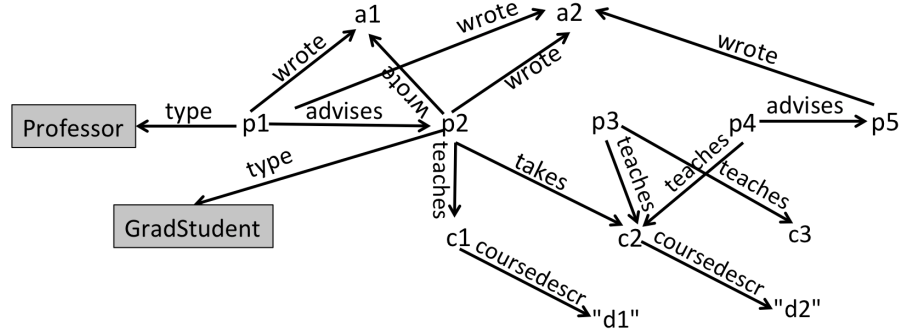 a1
a2
wrote
wrote
wrote
wrote
wrote
Professor
type
p1
advises
p2
p3
p4
advises
p5
type
teaches
takes
teaches
teaches
teaches
GradStudent
c1
c2
c3
coursedescr
coursedescr
"d1"
"d2"